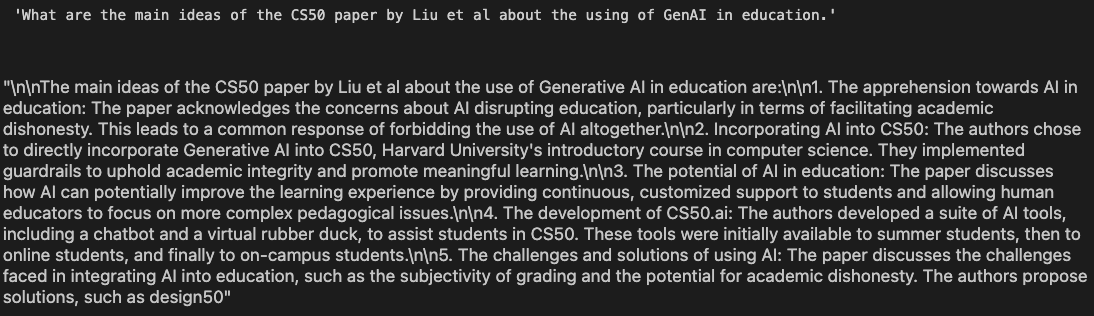 'What are the main ideas of the CS50 paper by Liu et al about the using of GenAI in education.'
"\n\nThe main ideas of the CS50 paper by Liu et al about the use of Generative AI in education are:\n\n1. The apprehension towards AI in
education: The paper acknowledges the concerns about AI disrupting education, particularly in terms of facilitating academic
dishonesty. This leads to a common response of forbidding the use of AI altogether.\n\n2. Incorporating AI into CS50: The authors chose
to directly incorporate Generative AI into CS50, Harvard University's introductory course in computer science. They implemented
guardrails to uphold academic integrity and promote meaningful learning.\n\n3. The potential of AI in education: The paper discusses
how AI can potentially improve the learning experience by providing continuous, customized support to students and allowing human
educators to focus on more complex pedagogical issues.\n\n4. The development of CS50.ai: The authors developed a suite of AI tools,
including a chatbot and a virtual rubber duck, to assist students in CS50. These tools were initially available to summer students, then to
online students, and finally to on-campus students.\n\n5. The challenges and solutions of using AI: The paper discusses the challenges
faced in integrating AI into education, such as the subjectivity of grading and the potential for academic dishonesty. The authors propose
solutions, such as design50"